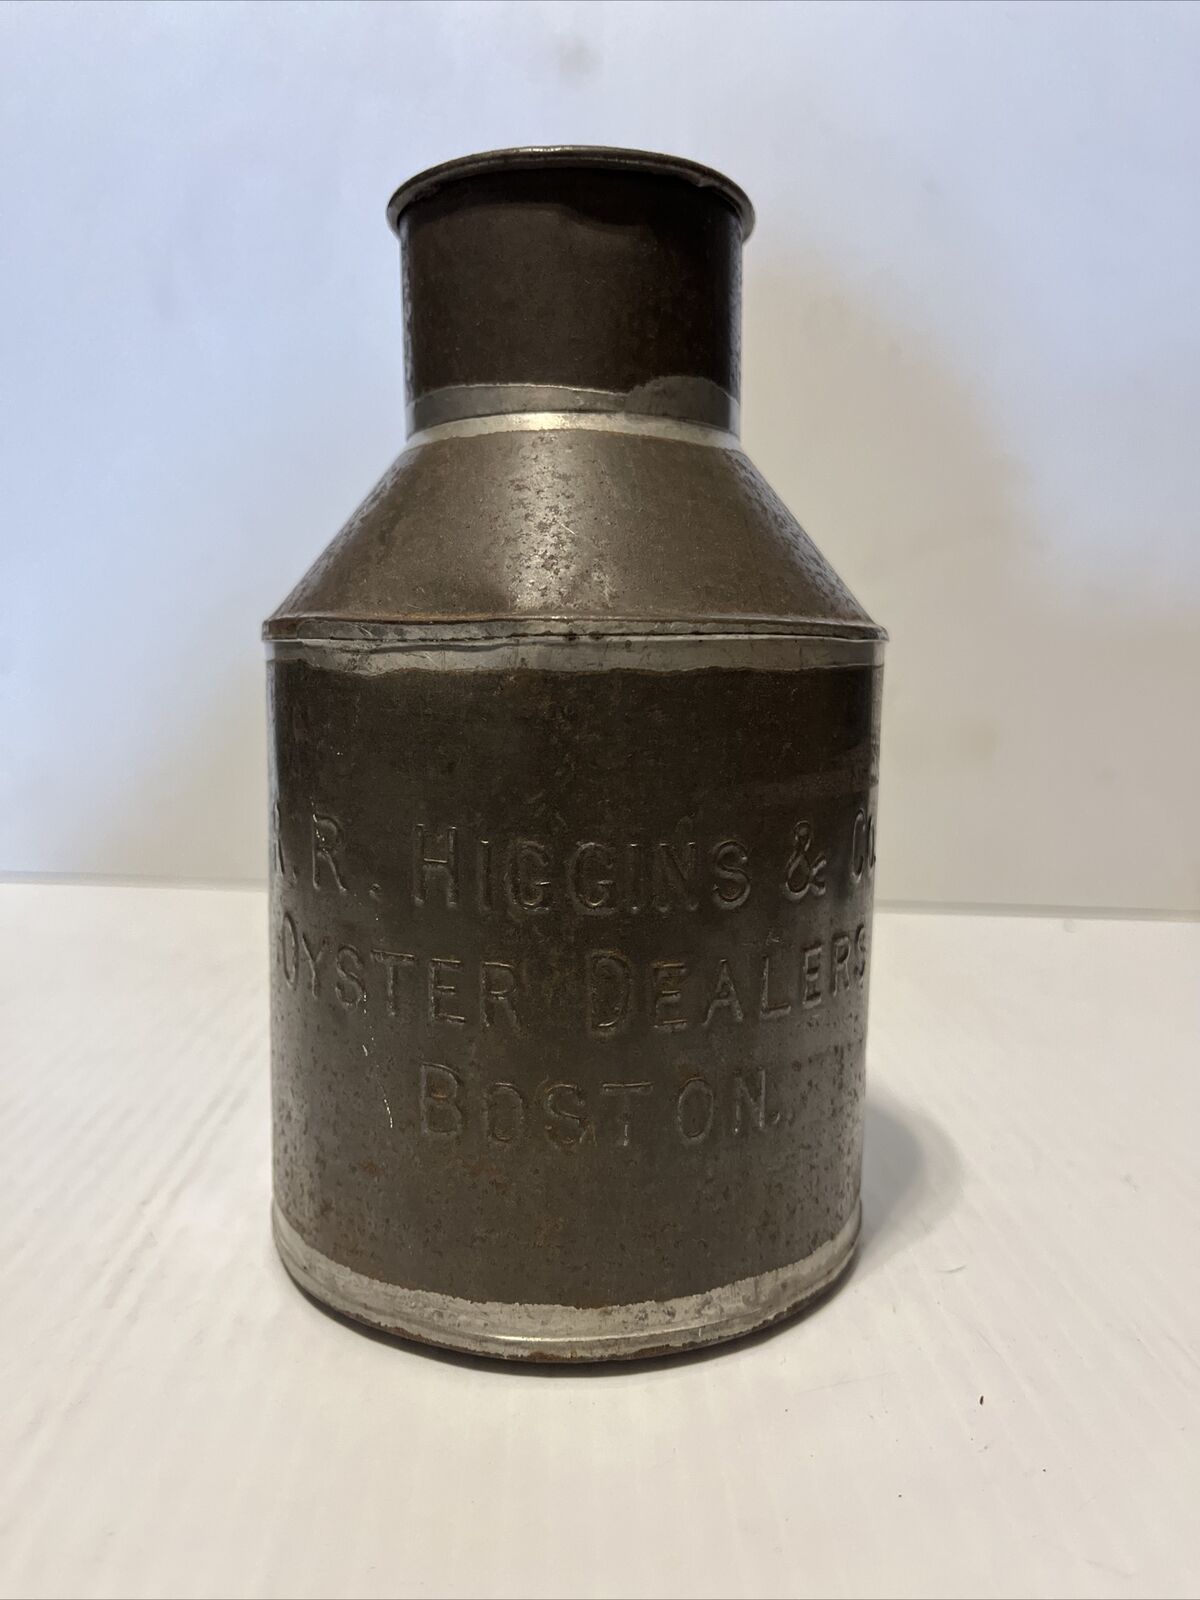 R. R. HIGGINS & Co.
OYSTER DEALERS
BOSTON.